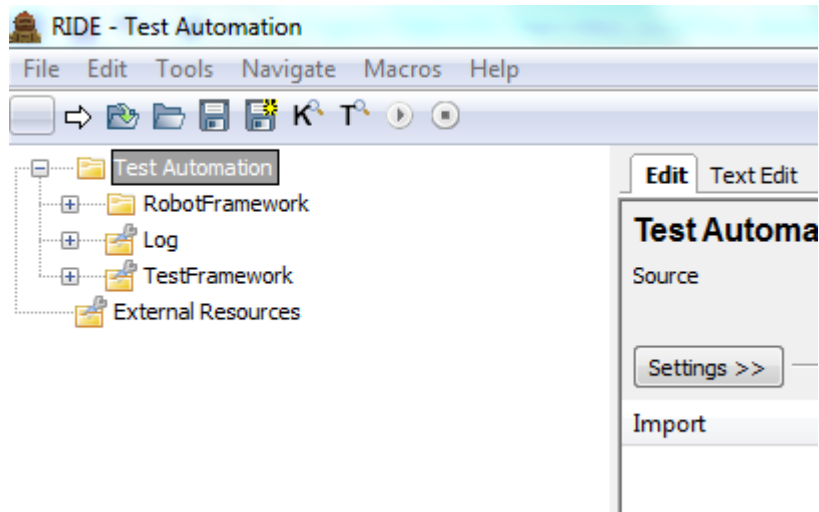 RIDE - Test Automation
File Edit Tools Navigate Macros Help
K T
Test Automation
RobotFramework
Log
TestFramework
External Resources
Edit Text Edit
Test Automa
Source
Settings >>
Import